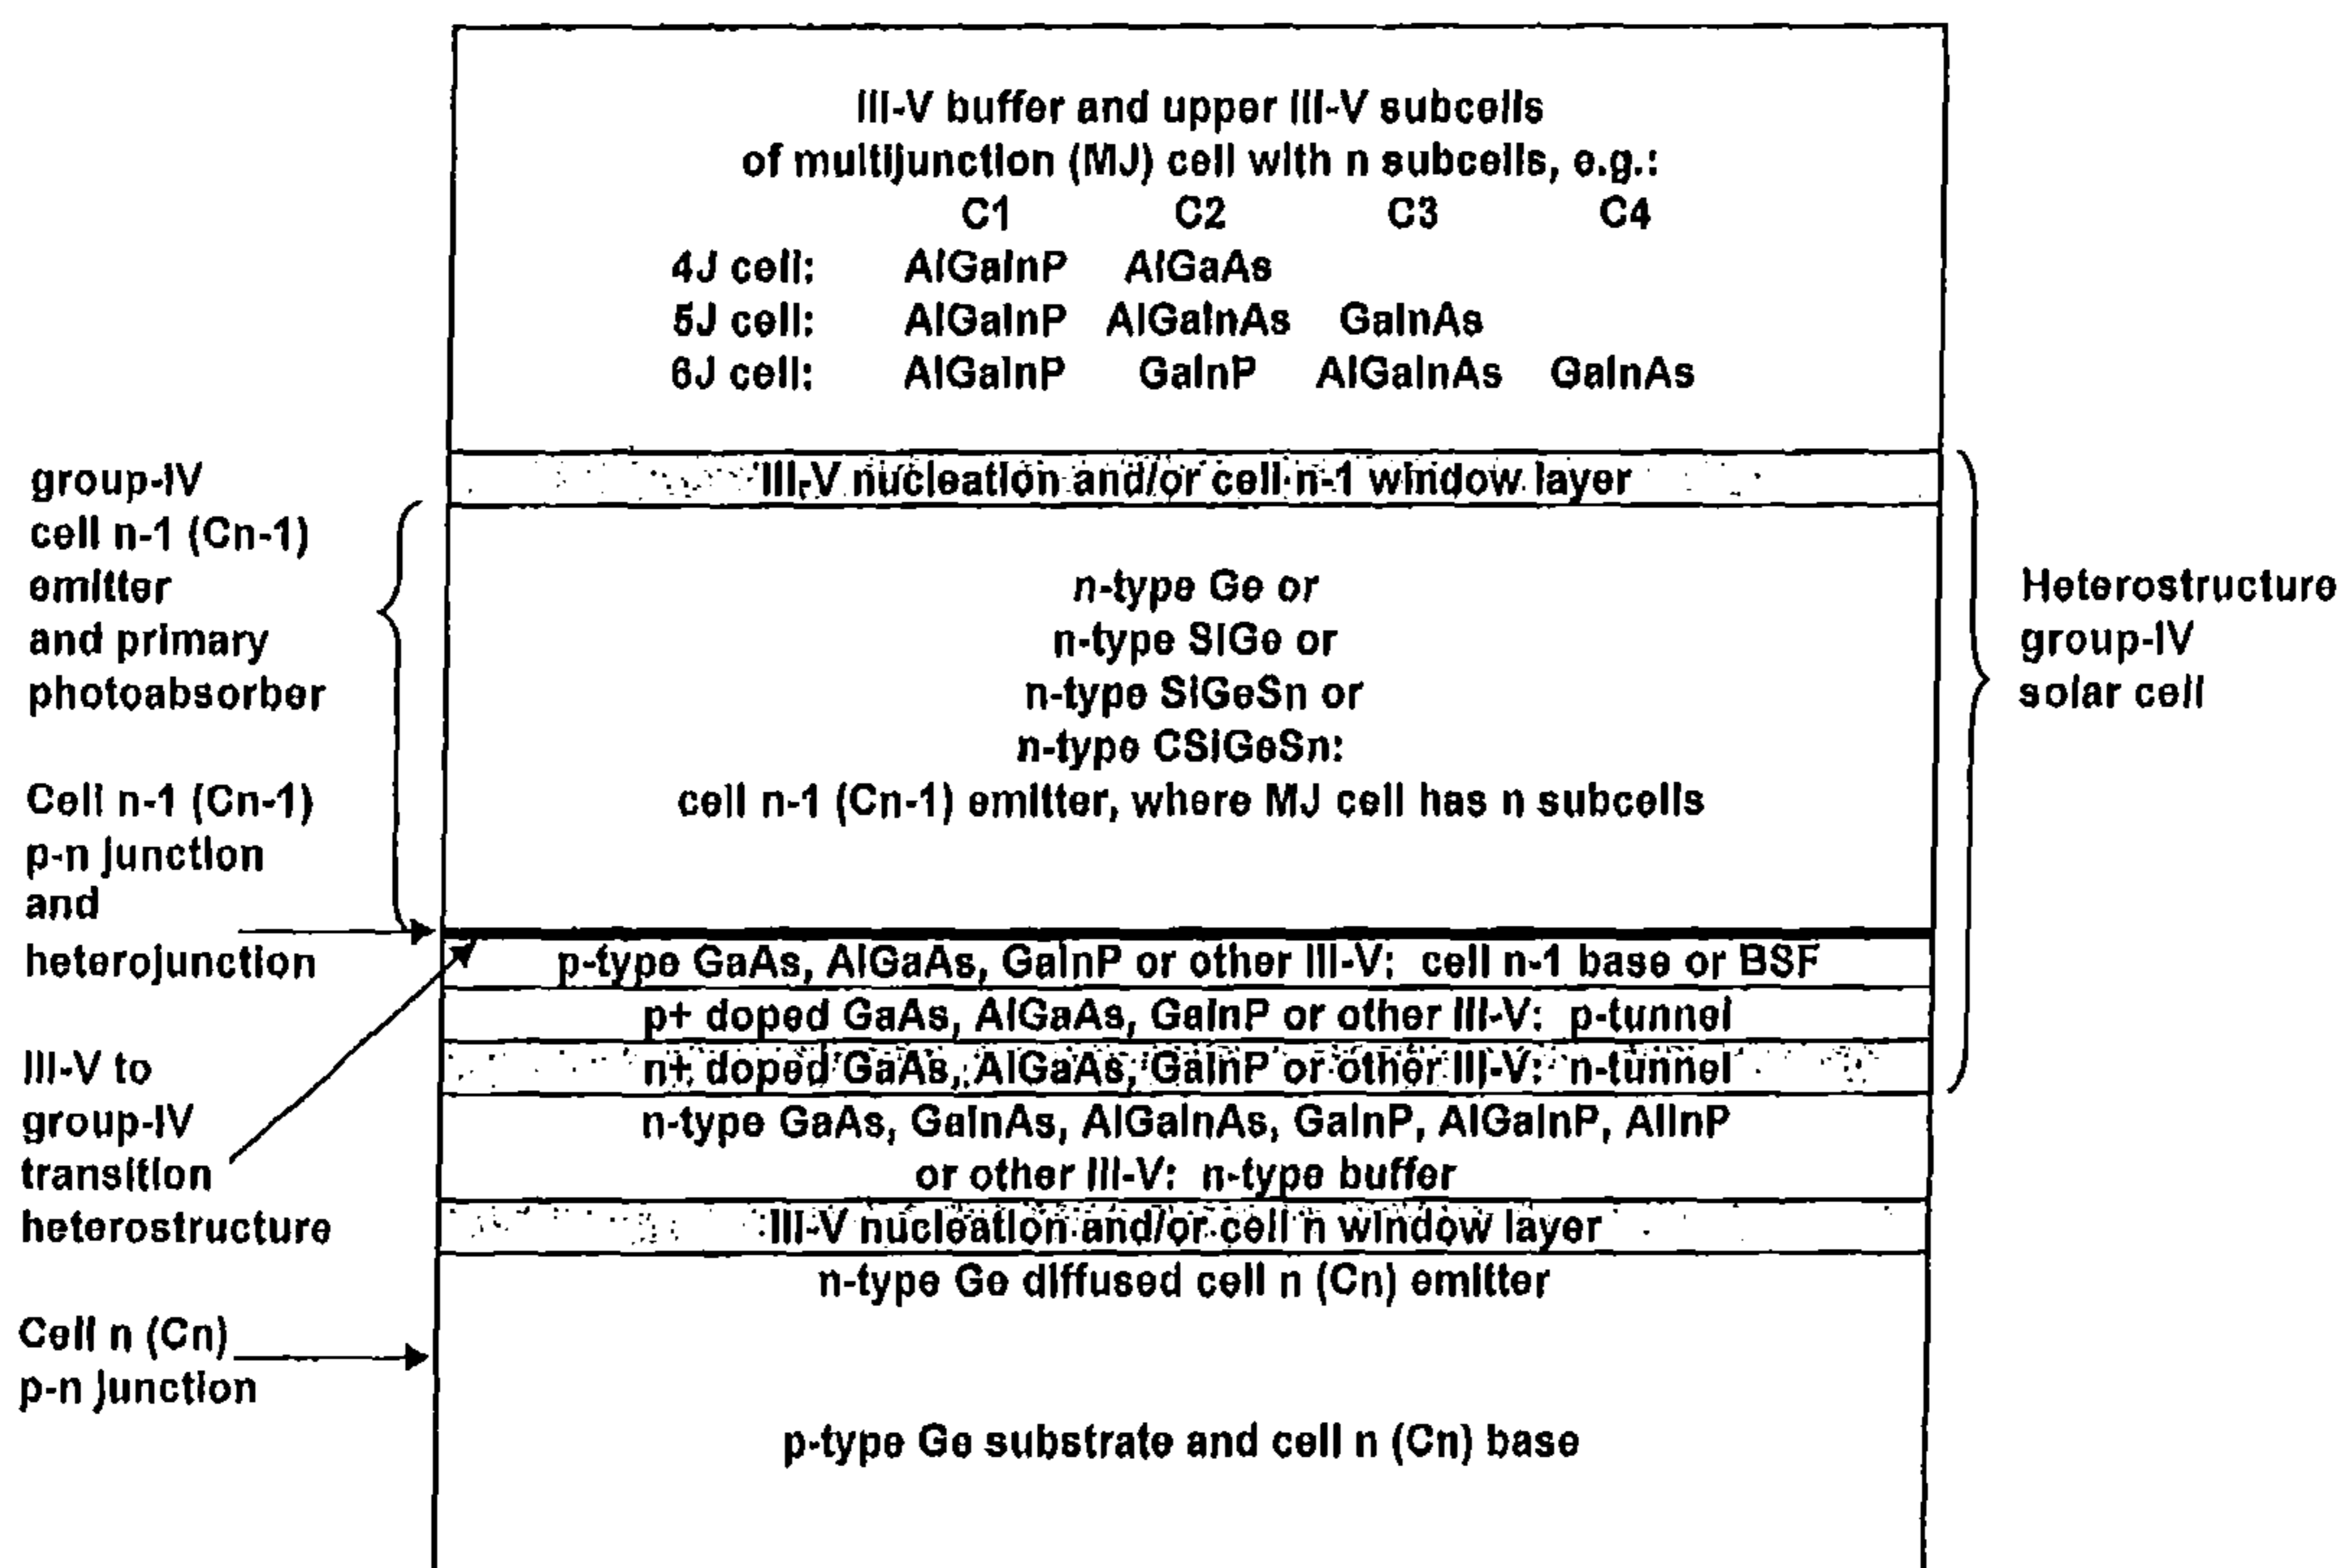 III-V buffer and upper III-V subcells
of multijunction (MJ) cell with n subcells, e.g.:
C1 C2 C3 C4
4J cell: AlGaInP AlGaAs
5J cell: AlGaInP AlGaInAs GaInAs
6J cell: AlGaInP GaInP AlGaInAs GaInAs
III-V nucleation and/or cell n-1 window layer
group-IV
cell n-1 (Cn-1)
emitter
and primary
photoabsorber
n-type Ge or
n-type SiGe or
n-type SiGeSn or
n-type CSiGeSn:
cell n-1 (Cn-1) emitter, where MJ cell has n subcells
Heterostructure
group-IV
solar cell
Cell n-1 (Cn-1)
p-n junction
and
heterojunction
p-type GaAs, AlGaAs, GaInP or other III-V: cell n-1 base or BSF
p+ doped GaAs, AlGaAs, GaInP or other III-V: p-tunnel
n+ doped GaAs, AlGaAs, GaInP or other III-V: n-tunnel
III-V to
group-IV
transition
heterostructure
n-type GaAs, GaInAs, AlGaInAs, GaInP, AlGaInP, AlInP
or other III-V: n-type buffer
III-V nucleation and/or cell n window layer
n-type Ge diffused cell n (Cn) emitter
Cell n (Cn)
p-n junction
p-type Ge substrate and cell n (Cn) base